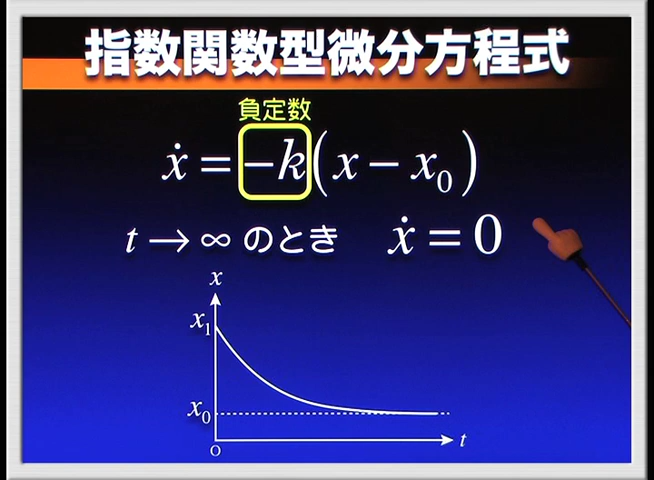 指数関数型微分方程式
負定数
ẋ = −k(x − x₀)
t → ∞ のとき ẋ = 0
x
x₁
x₀
O
t